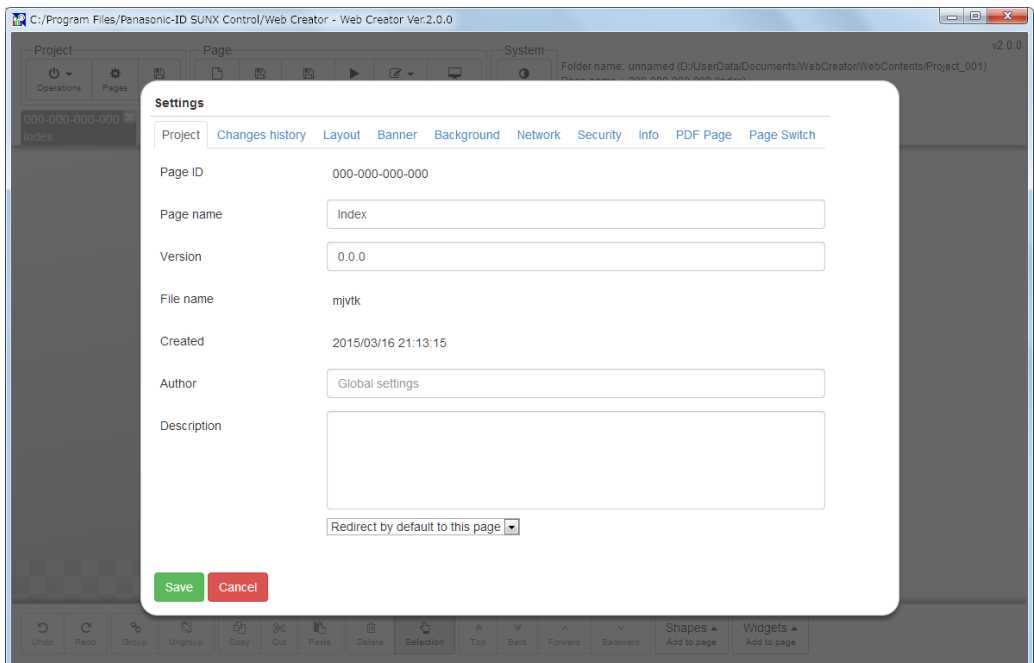 C:/Program Files/Panasonic-ID SUNX Control/Web Creator - Web Creator Ver.2.0.0
v2.0.0
Project
Page
System
Folder name: unnamed (D:/UserData/Documents/WebCreator/WebContents/Project_001)
Operations
Pages
000-000-000-000
Index
Settings
Project Changes history Layout Banner Background Network Security Info PDF Page Page Switch
Page ID 000-000-000-000
Page name Index
Version 0.0.0
File name mjvtk
Created 2015/03/16 21:13:15
Author Global settings
Description
Redirect by default to this page
Save Cancel
Undo Redo Group Ungroup Copy Cut Paste Delete Selection Top Back Forward Backward
Shapes Widgets
Add to page Add to page